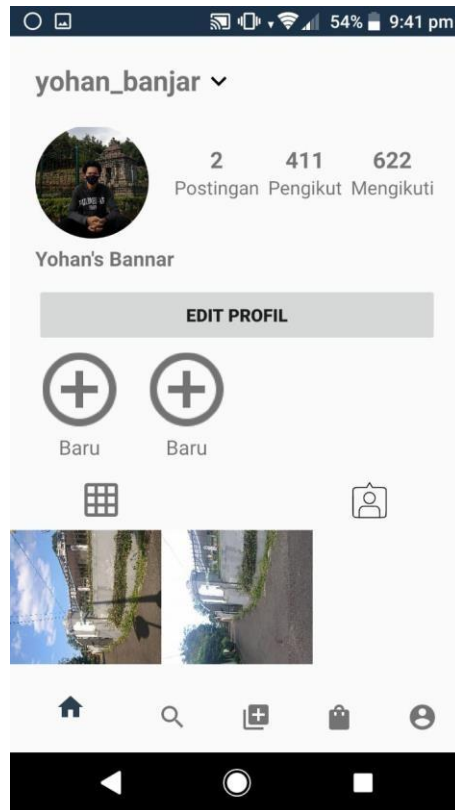 54% 9:41 pm
yohan_banjar
2 411 622
Postingan Pengikut Mengikuti
Yohan's Bannar
EDIT PROFIL
Baru Baru